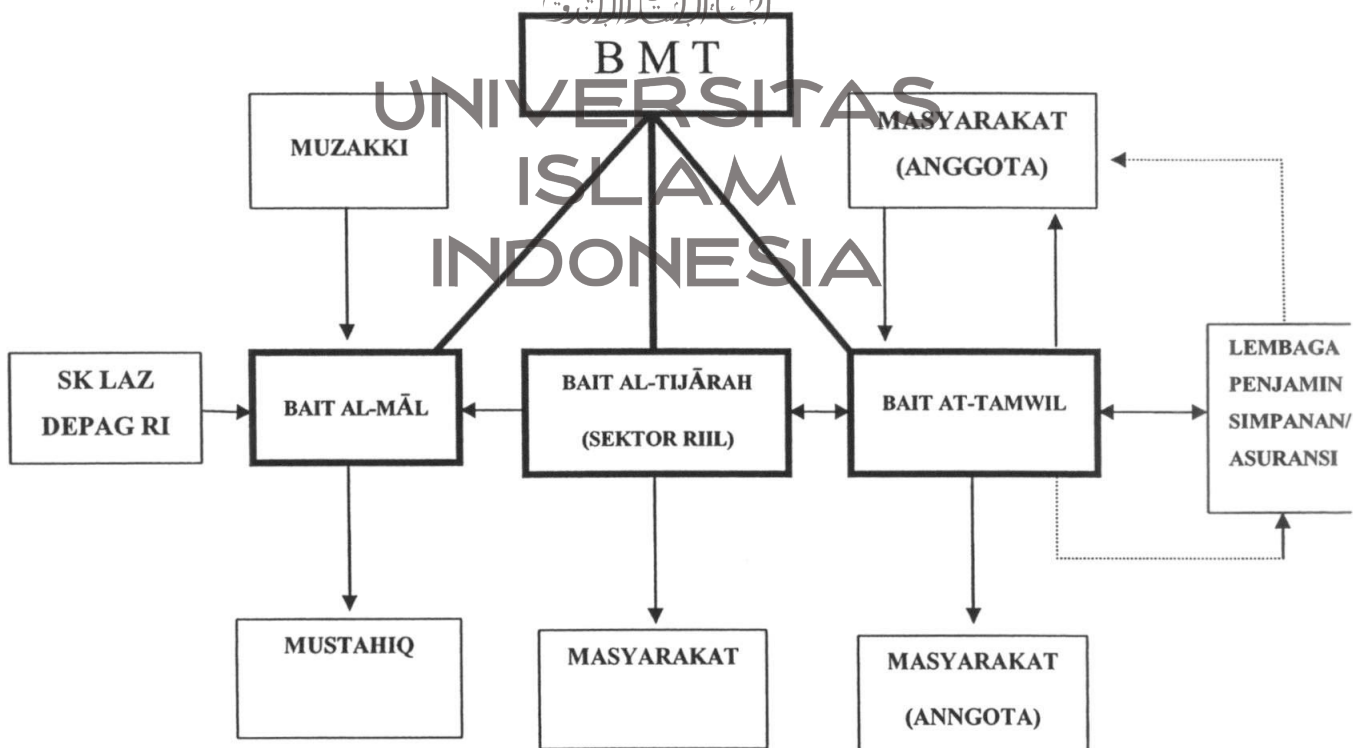 B M T
UNIVERSITAS
ISLAM
INDONESIA
MUZAKKI
MASYARAKAT
(ANGGOTA)
SK LAZ
DEPAG RI
BAIT AL-MĀL
BAIT AL-TIJĀRAH
(SEKTOR RIIL)
BAIT AT-TAMWIL
LEMBAGA
PENJAMIN
SIMPANAN/
ASURANSI
MUSTAHIQ
MASYARAKAT
MASYARAKAT
(ANNGOTA)